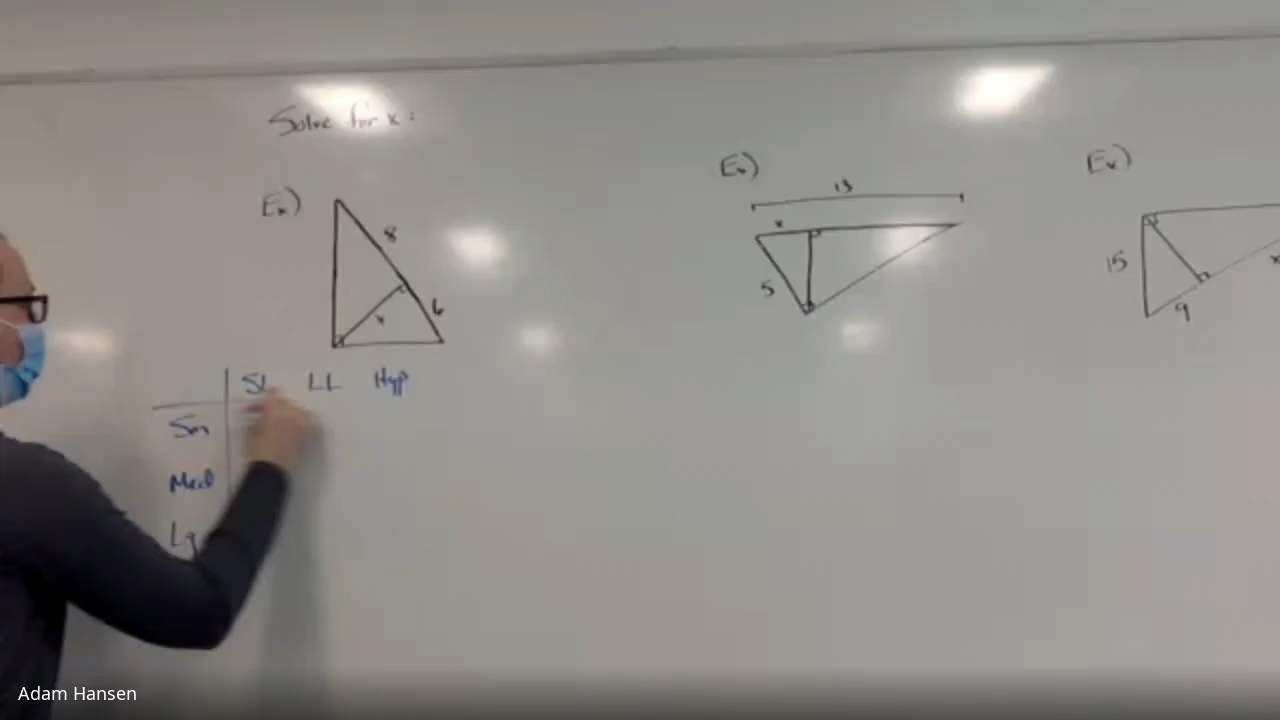 Solve for x:
Ex)
8
6
x
SL LL Hyp
Sm
Med
Lg
Ex)
13
x
5
Ex)
15
9
x
Adam Hansen